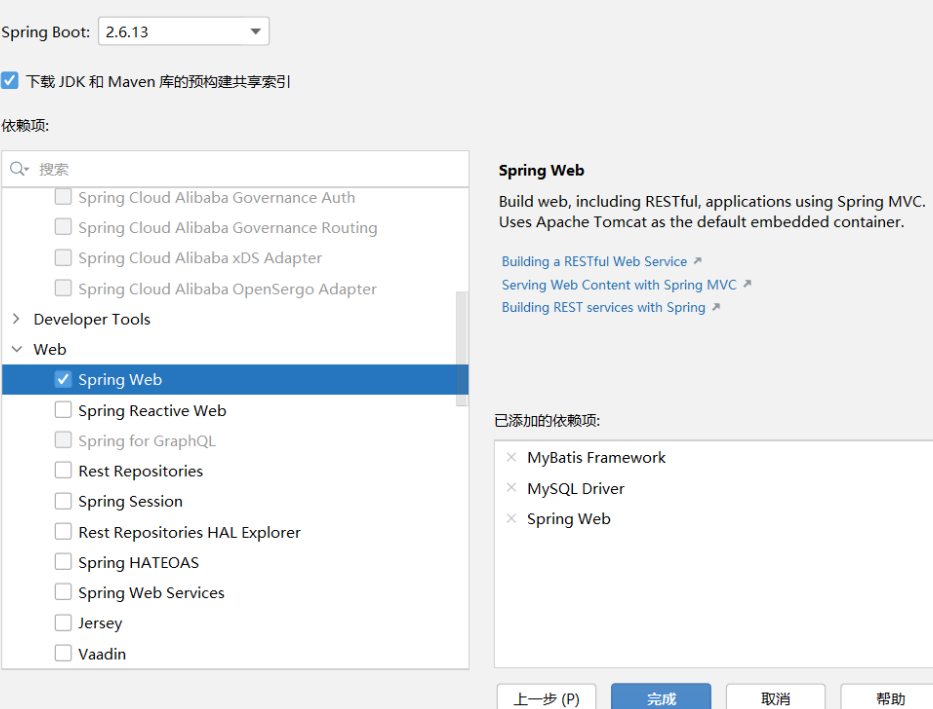 Spring Boot: 2.6.13
下载 JDK 和 Maven 库的预构建共享索引
依赖项:
搜索
Spring Cloud Alibaba Governance Auth
Spring Cloud Alibaba Governance Routing
Spring Cloud Alibaba xDS Adapter
Spring Cloud Alibaba OpenSergo Adapter
Developer Tools
Web
Spring Web
Spring Reactive Web
Spring for GraphQL
Rest Repositories
Spring Session
Rest Repositories HAL Explorer
Spring HATEOAS
Spring Web Services
Jersey
Vaadin
Spring Web
Build web, including RESTful, applications using Spring MVC.
Uses Apache Tomcat as the default embedded container.
Building a RESTful Web Service
Serving Web Content with Spring MVC
Building REST services with Spring
已添加的依赖项:
MyBatis Framework
MySQL Driver
Spring Web
上一步 (P) 完成 取消 帮助